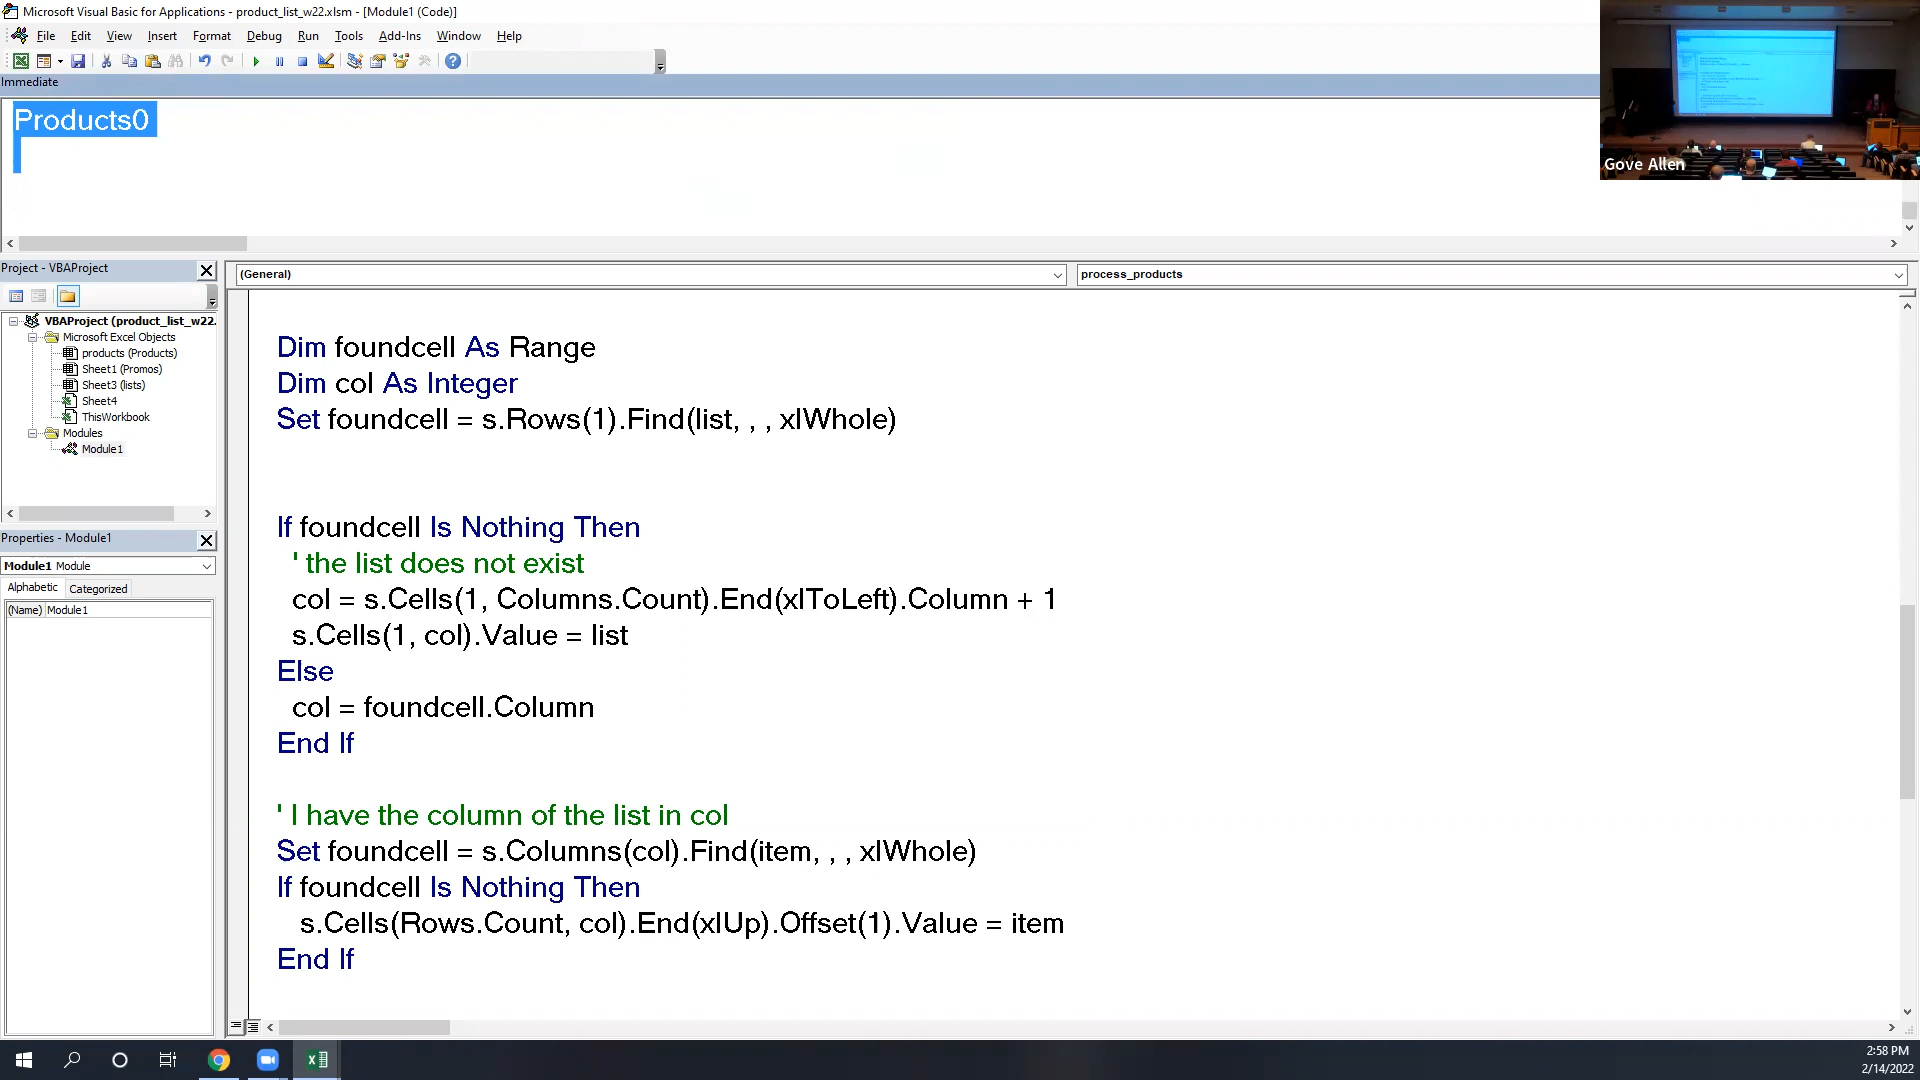 Microsoft Visual Basic for Applications - product_list_w22.xlsm - [Module1 (Code)]
File Edit View Insert Format Debug Run Tools Add-Ins Window Help
Immediate
Products0
Gove Allen
Project - VBAProject
VBAProject (product_list_w22.
Microsoft Excel Objects
products (Products)
Sheet1 (Promos)
Sheet3 (lists)
Sheet4
ThisWorkbook
Modules
Module1
Properties - Module1
Module1 Module
Alphabetic Categorized
(Name) Module1
(General) process_products
Dim foundcell As Range
Dim col As Integer
Set foundcell = s.Rows(1).Find(list, , , xlWhole)
If foundcell Is Nothing Then
' the list does not exist
col = s.Cells(1, Columns.Count).End(xlToLeft).Column + 1
s.Cells(1, col).Value = list
Else
col = foundcell.Column
End If
' I have the column of the list in col
Set foundcell = s.Columns(col).Find(item, , , xlWhole)
If foundcell Is Nothing Then
s.Cells(Rows.Count, col).End(xlUp).Offset(1).Value = item
End If
2:58 PM
2/14/2022